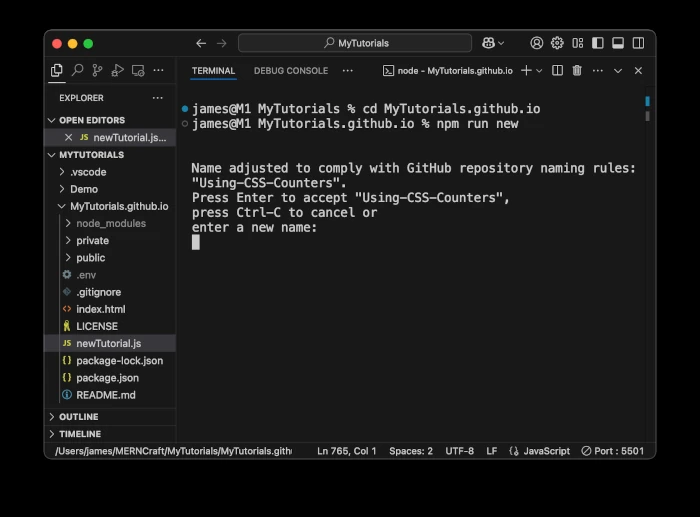 MyTutorials
TERMINAL
DEBUG CONSOLE
node - MyTutorials.github.io
EXPLORER
OPEN EDITORS
JS newTutorial.js...
MYTUTORIALS
.vscode
Demo
MyTutorials.github.io
node_modules
private
public
.env
.gitignore
index.html
LICENSE
JS newTutorial.js
package-lock.json
package.json
README.md
OUTLINE
TIMELINE
james@M1 MyTutorials % cd MyTutorials.github.io
james@M1 MyTutorials.github.io % npm run new
Name adjusted to comply with GitHub repository naming rules:
"Using-CSS-Counters".
Press Enter to accept "Using-CSS-Counters",
press Ctrl-C to cancel or
enter a new name:
/Users/james/MERNCraft/MyTutorials/MyTutorials.gith
Ln 765, Col 1
Spaces: 2
UTF-8
LF
JavaScript
Port : 5501